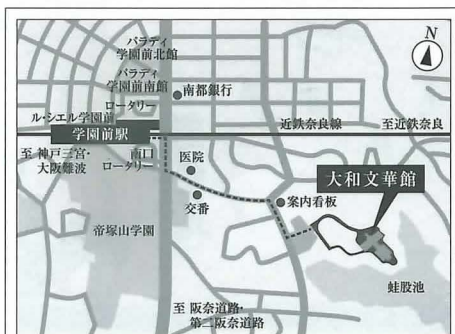 N
パラディ
学園前北館
パラディ
学園前南館
ロータリー
南都銀行
ル・シエル学園前
学園前駅
近鉄奈良線
至近鉄奈良
至 神戸三宮・
大阪難波
南口
ロータリー
医院
大和文華館
交番
案内看板
帝塚山学園
蛙股池
至 阪奈道路・
第二阪奈道路